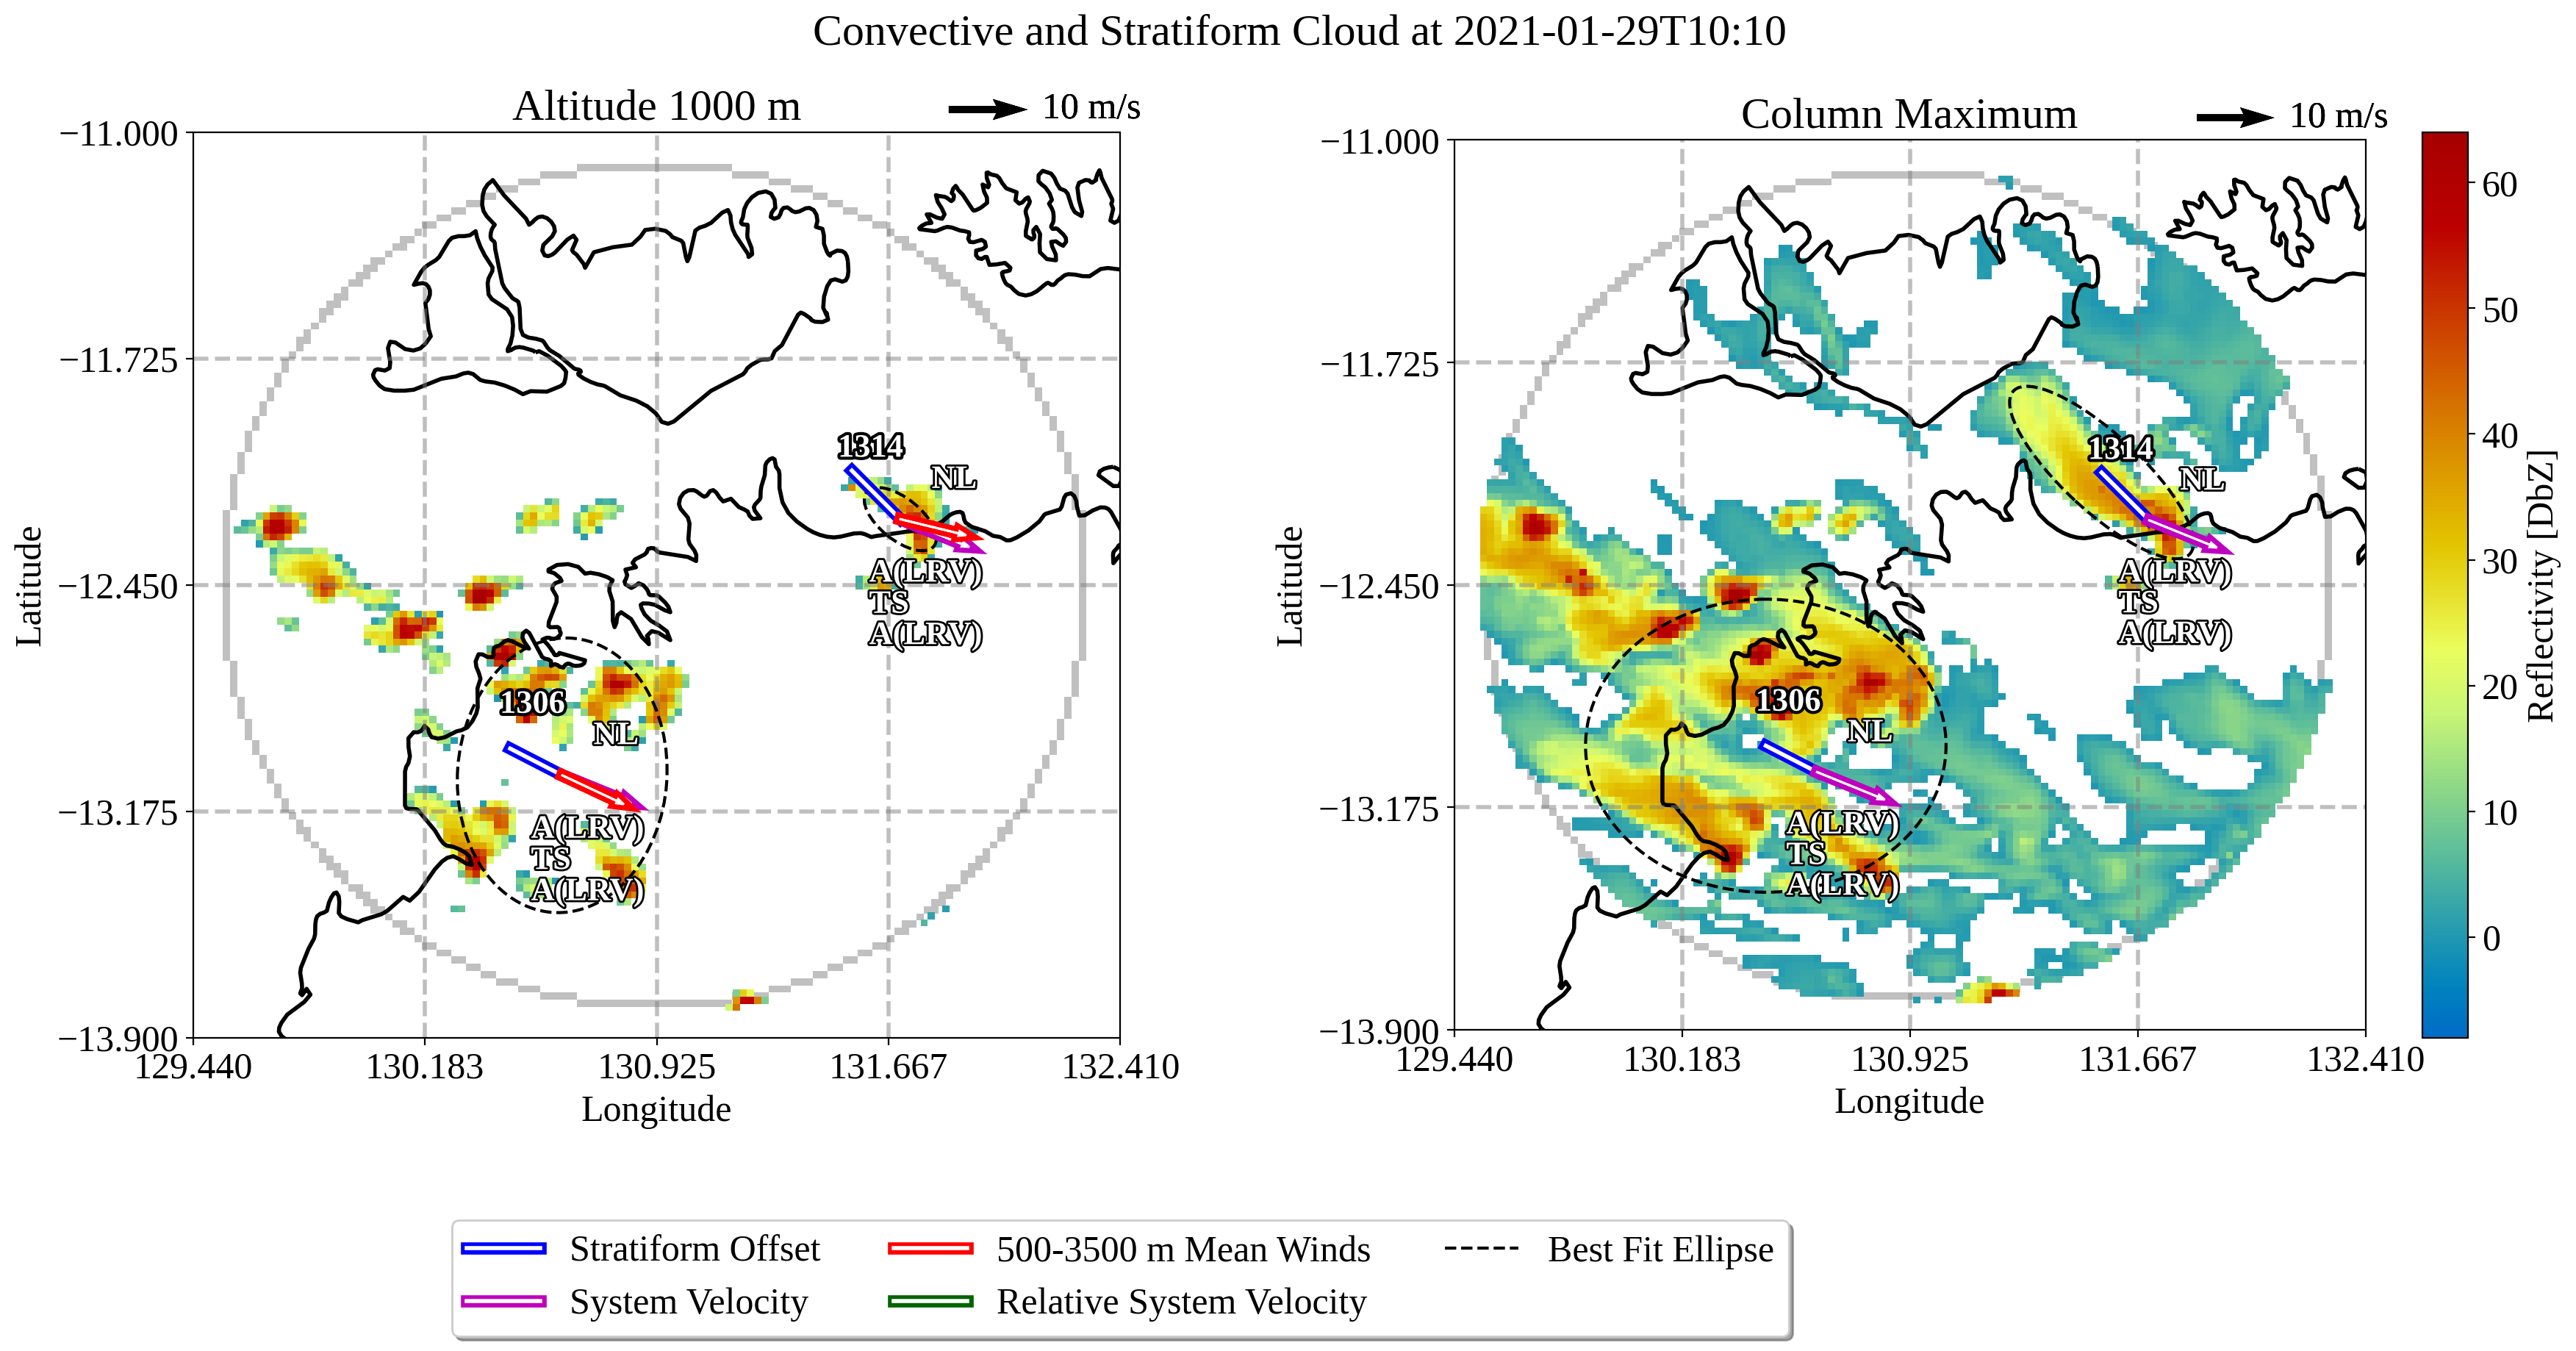 Convective and Stratiform Cloud at 2021-01-29T10:10
Altitude 1000 m
10 m/s
−11.000
−11.725
−12.450
−13.175
−13.900
Latitude
129.440
130.183
130.925
131.667
132.410
Longitude
1314
NL
A(LRV)
TS
A(LRV)
1306
NL
A(LRV)
TS
A(LRV)
Column Maximum
10 m/s
−11.000
−11.725
−12.450
−13.175
−13.900
Latitude
129.440
130.183
130.925
131.667
132.410
Longitude
1314
NL
A(LRV)
TS
A(LRV)
1306
NL
A(LRV)
TS
A(LRV)
60
50
40
30
20
10
0
Reflectivity [DbZ]
Stratiform Offset
500-3500 m Mean Winds
Best Fit Ellipse
System Velocity
Relative System Velocity